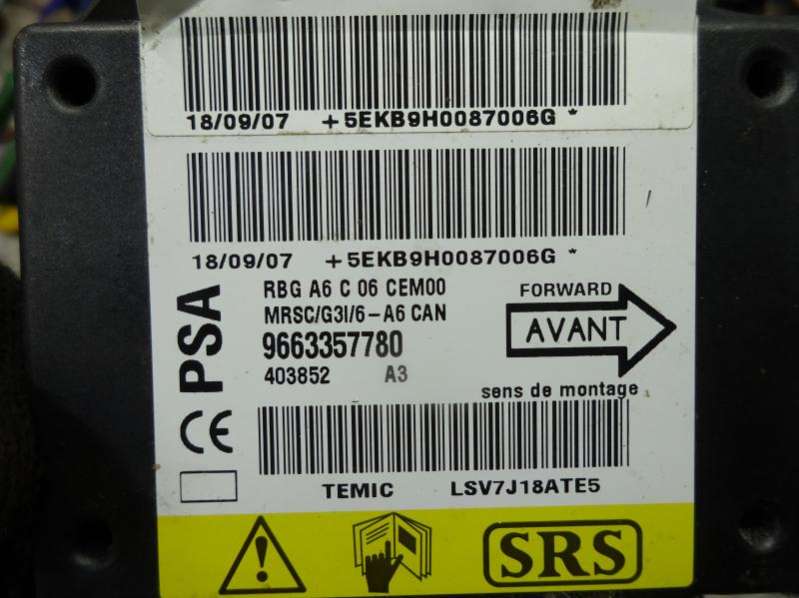 18/09/07 +5EKB9H0087006G *
18/09/07 +5EKB9H0087006G *
PSA
RBG A6 C 06 CEM00
MRSC/G3I/6-A6 CAN
9663357780
403852 A3
FORWARD
AVANT
sens de montage
CE
TEMIC LSV7J18ATE5
SRS